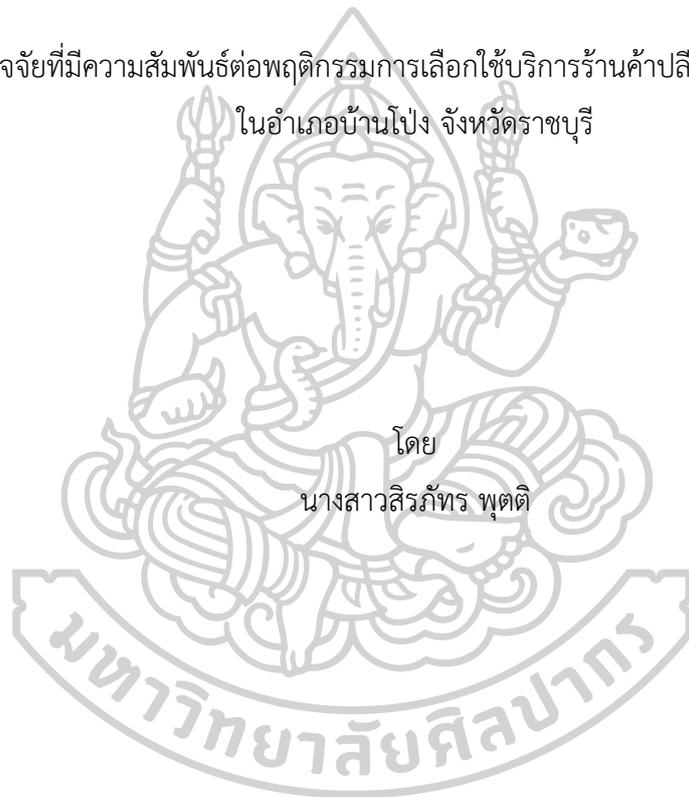 จจัยที่มีความสัมพันธ์ต่อพฤติกรรมการเลือกใช้บริการร้านค้าปลี
ในอำเภอบ้านโป่ง จังหวัดราชบุรี
โดย
นางสาวสิรภัทร พุตติ
มหาวิทยาลัยศิลปากร